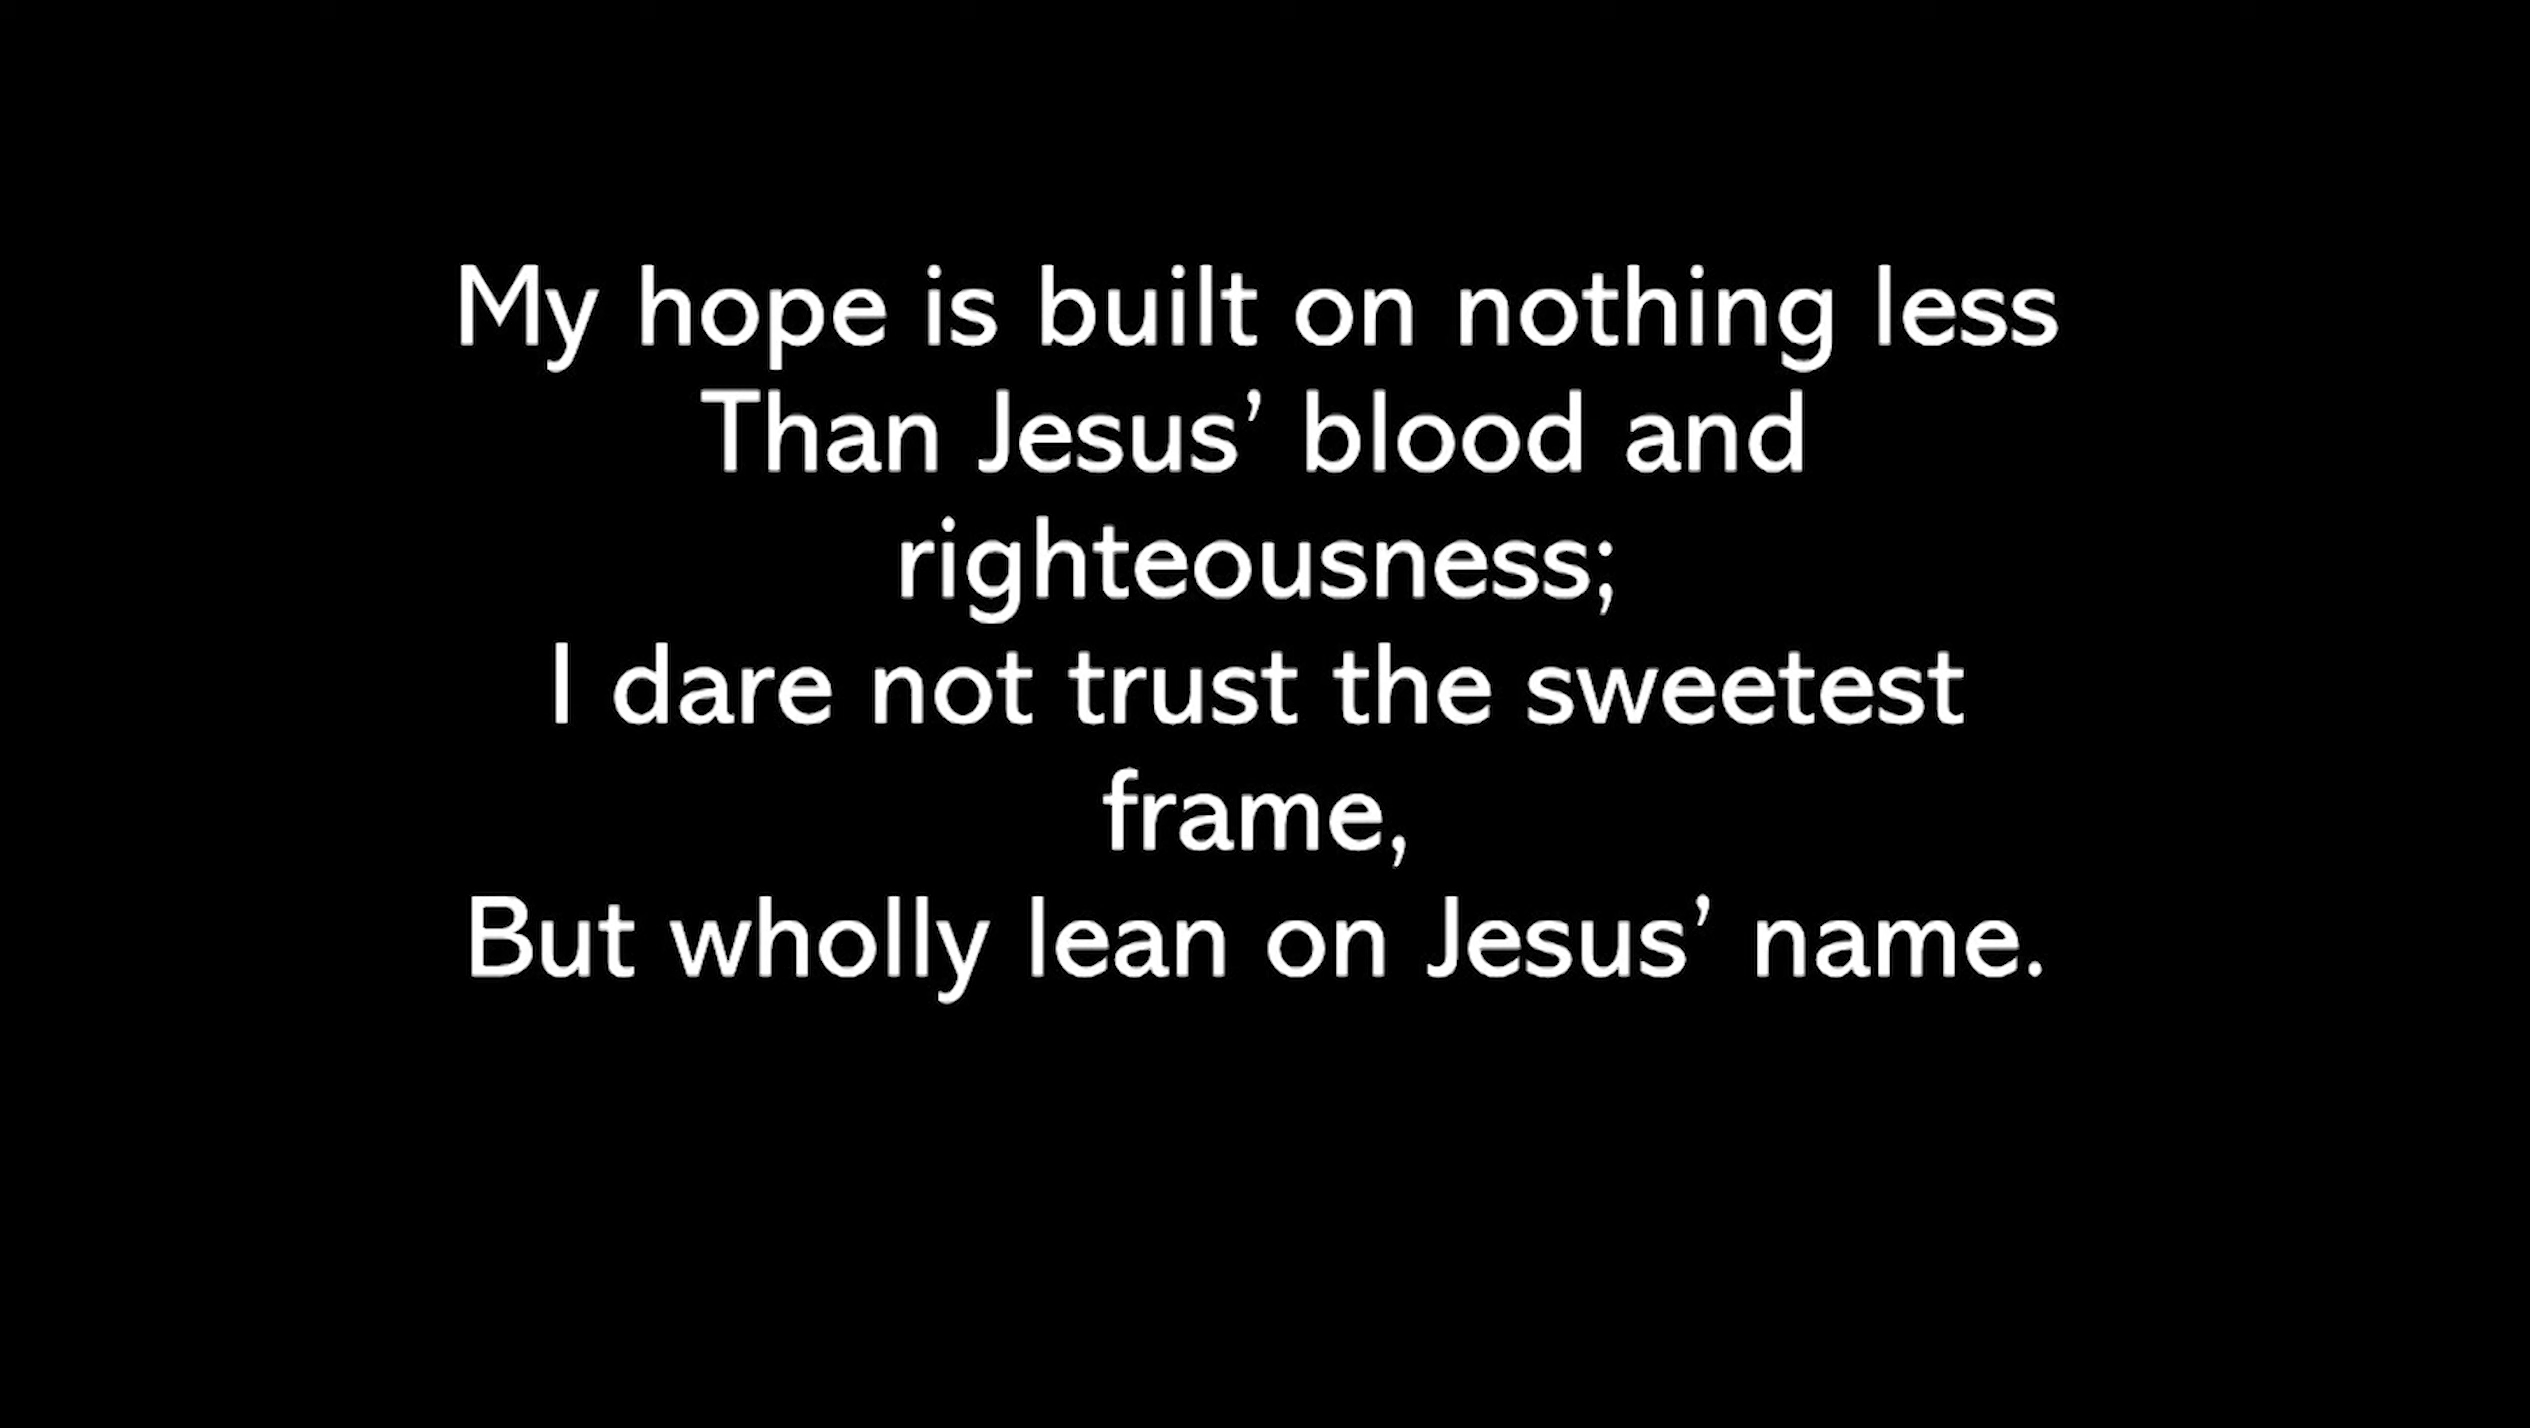 My hope is built on nothing less
Than Jesus’ blood and
righteousness;
I dare not trust the sweetest
frame,
But wholly lean on Jesus’ name.